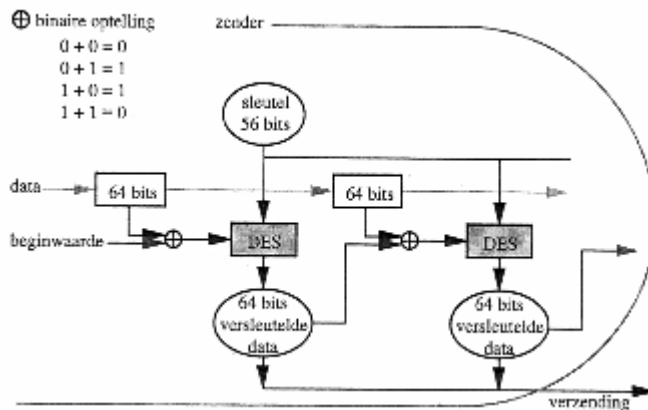 ⊕ binaire optelling
0 + 0 = 0
0 + 1 = 1
1 + 0 = 1
1 + 1 = 0
zender
sleutel
56 bits
data
64 bits
64 bits
beginwaarde
DES
DES
64 bits
versleutelde
data
64 bits
versleutelde
data
verzending